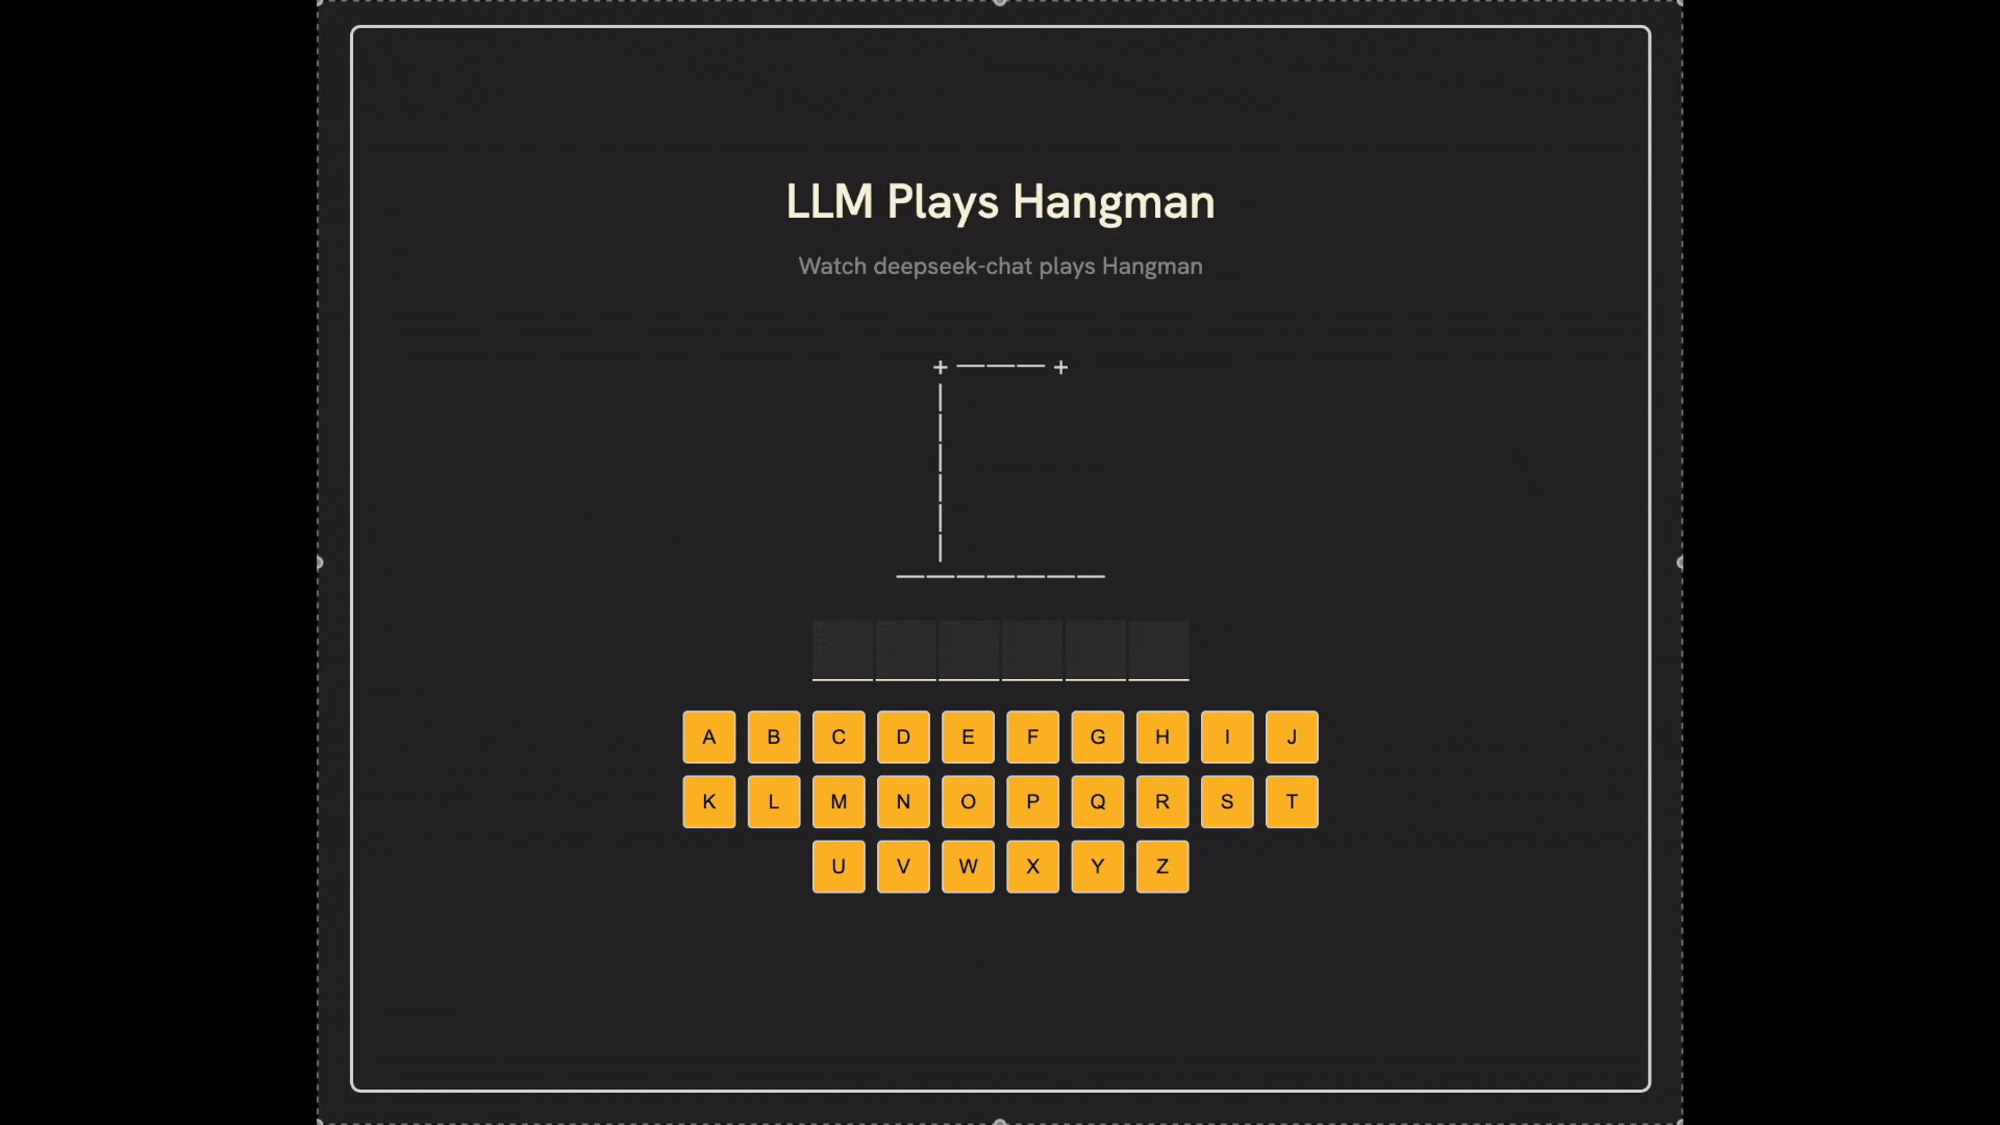 LLM Plays Hangman
Watch deepseek-chat plays Hangman
A B C D E F G H I J
K L M N O P Q R S T
U V W X Y Z